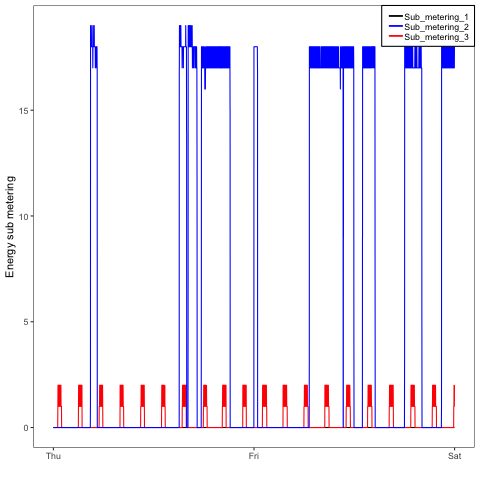 Sub_metering_1
Sub_metering_2
Sub_metering_3
Energy sub metering
15
10
5
0
Thu Fri Sat